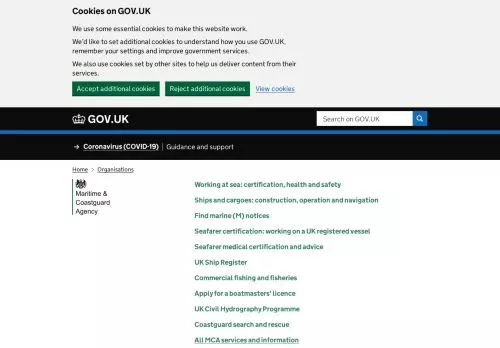 Cookies on GOV.UK
We use some essential cookies to make this website work.
We'd like to set additional cookies to understand how you use GOV.UK,
remember your settings and improve government services.
We also use cookies set by other sites to help us deliver content from their
services.
Accept additional cookies Reject additional cookies View cookies
GOV.UK Search on GOV.UK
→ Coronavirus (COVID-19) | Guidance and support
Home > Organisations
Maritime &
Coastguard
Agency
Working at sea: certification, health and safety
Ships and cargoes: construction, operation and navigation
Find marine (M) notices
Seafarer certification: working on a UK registered vessel
Seafarer medical certification and advice
UK Ship Register
Commercial fishing and fisheries
Apply for a boatmasters' licence
UK Civil Hydrography Programme
Coastguard search and rescue
All MCA services and information